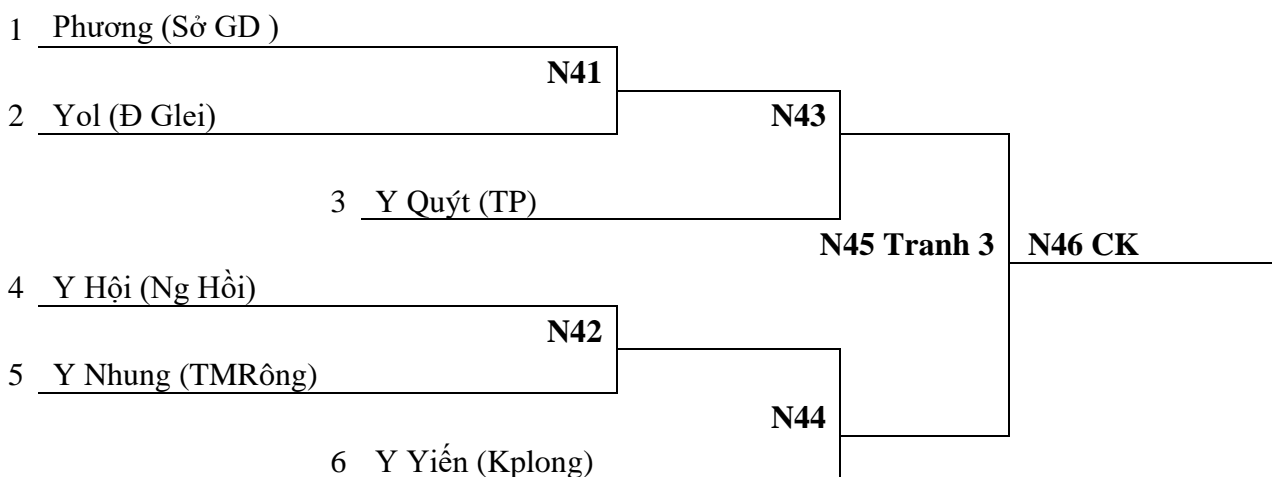 1 Phương (Sở GD )
N41
2 Yol (Đ Glei)
N43
3 Y Quýt (TP)
N45 Tranh 3 N46 CK
4 Y Hội (Ng Hồi)
N42
5 Y Nhung (TMRông)
N44
6 Y Yiến (Kplong)